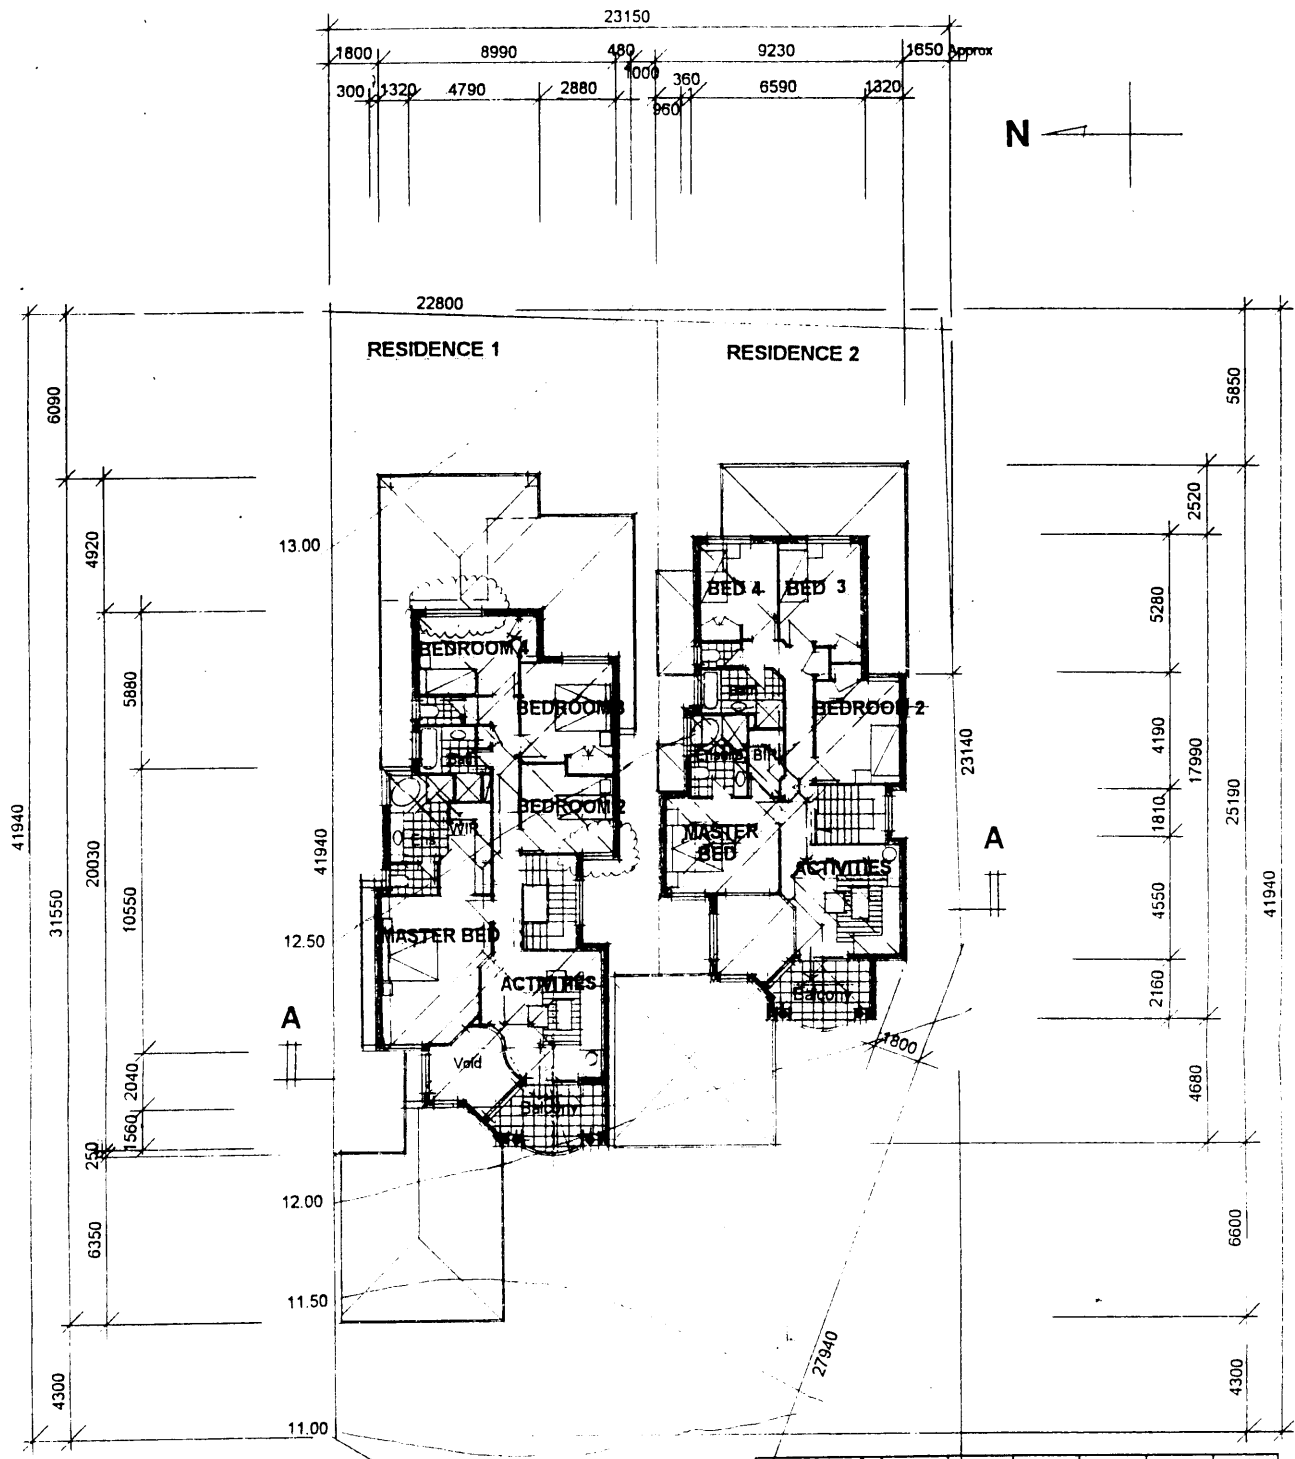 23150
1800 8990 480 9230 1650 Approx
1000
300 1320 4790 2880 360 6590 1320
960
N
22800
RESIDENCE 1 RESIDENCE 2
6090 5850
4920 2520
13.00
BED 4 BED 3
5280
BEDROOM 4
5880
BEDROOM 3 Bath BEDROOM 2
4190
17990
23140
Bath Ensuite BIR
BEDROOM 2
25190
1810
41940
20030
41940
WIR
Ens
MASTER
BED
A
ACTIVITIES
31550
10550
4590
41940
12.50
MASTER BED
ACTIVITIES
2160
Balcony
A
1800
Void
2040
4680
Balcony
1560
250
12.00
6350
6600
11.50
27940
4300
4300
11.00